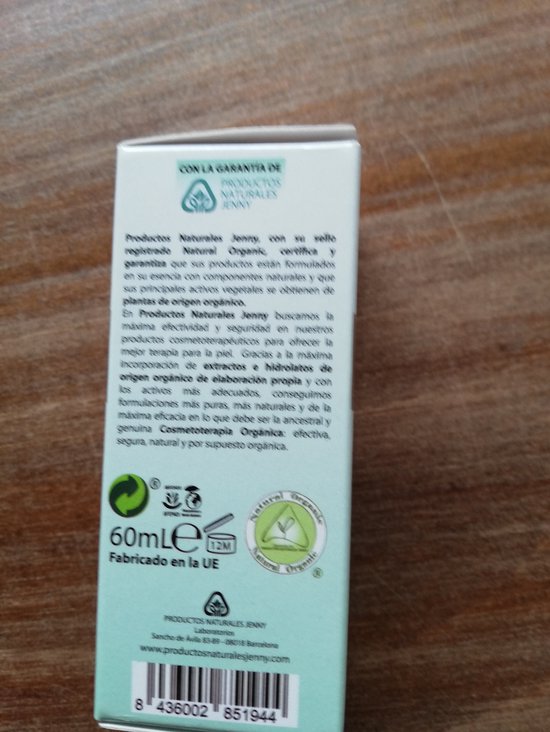 CON LA GARANTÍA DE
PRODUCTOS
NATURALES
JENNY
Productos Naturales Jenny, con su sello
registrado Natural Organic, certifica y
garantiza que sus productos están formulados
en su esencia con componentes naturales y que
sus principales activos vegetales se obtienen de
plantas de origen orgánico.
En Productos Naturales Jenny buscamos la
máxima efectividad y seguridad en nuestros
productos cosmetoterapéuticos para ofrecer la
mejor terapia para la piel. Gracias a la máxima
incorporación de extractos e hidrolatos de
origen orgánico de elaboración propia y con
los activos más adecuados, conseguimos
formulaciones más puras, más naturales y de la
máxima eficacia en lo que debe ser la ancestral y
genuina Cosmetoterapia Orgánica: efectiva,
segura, natural y por supuesto orgánica.
®
Natural Organic
Natural Organic
®
60mL e 12M
Fabricado en la UE
PRODUCTOS NATURALES JENNY
Laboratorios
Sancho de Ávila 83-89 - 08018 Barcelona
www.productosnaturalesjenny.com
8 436002 851944